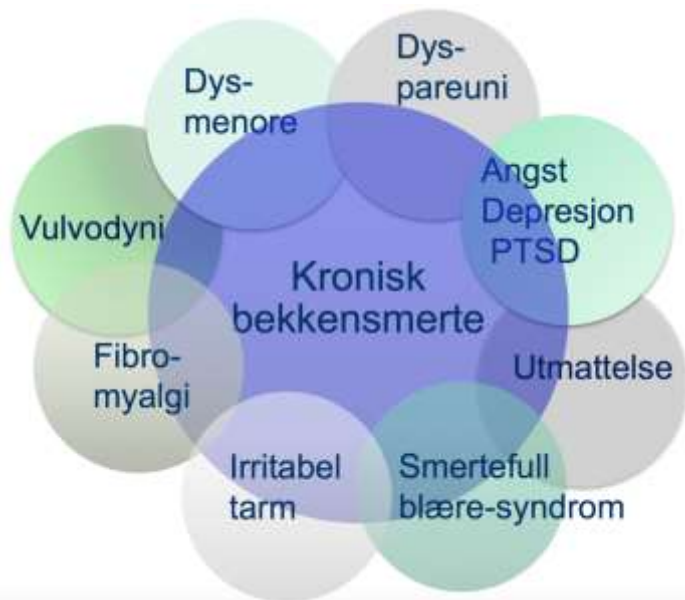 Dys-
menore
Dys-
pareuni
Angst
Depresjon
PTSD
Vulvodyni
Kronisk
bekkensmerte
Fibro-
myalgi
Utmattelse
Irritabel
tarm
Smertefull
blære-syndrom